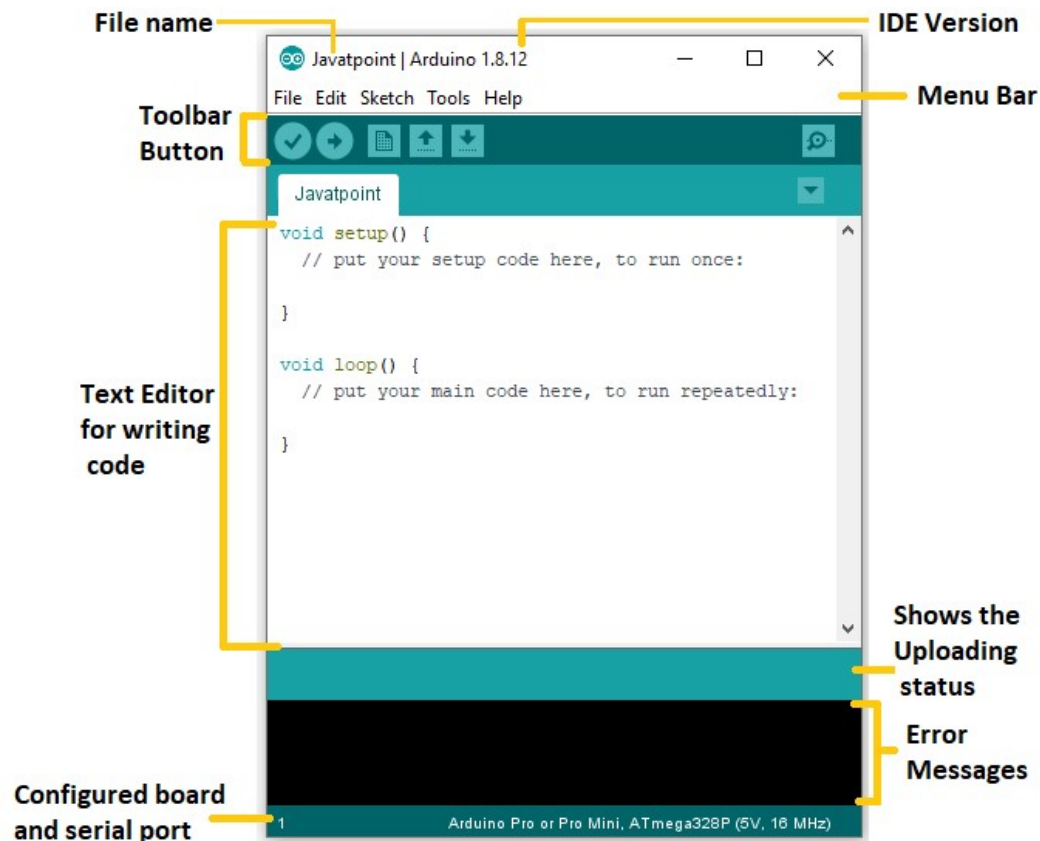 File name
IDE Version
Javatpoint | Arduino 1.8.12
File Edit Sketch Tools Help
Menu Bar
Toolbar
Button
Javatpoint
void setup() {
// put your setup code here, to run once:
}
void loop() {
// put your main code here, to run repeatedly:
}
Text Editor
for writing
code
Shows the
Uploading
status
Error
Messages
Configured board
and serial port
1
Arduino Pro or Pro Mini, ATmega328P (5V, 16 MHz)